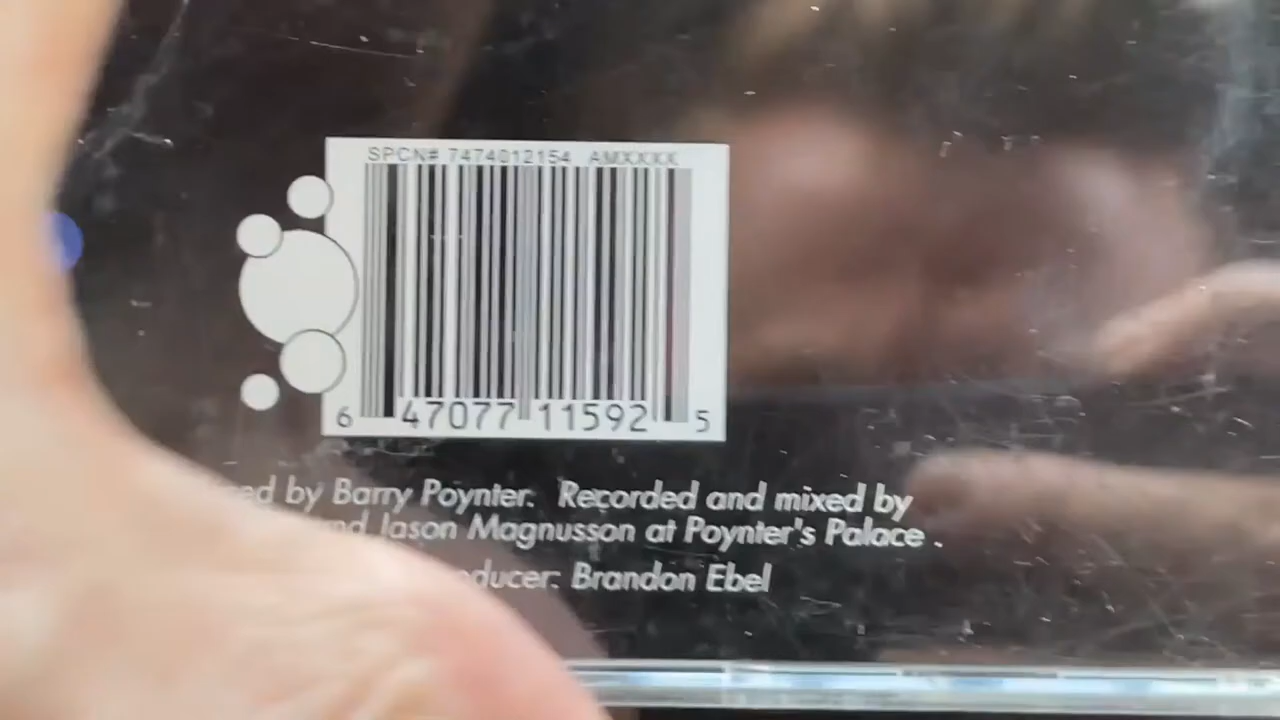 SPCN# 7474012154 AMXXXX
6 47077 11592 5
by Barry Poynter. Recorded and mixed by
Jason Magnusson at Poynter's Palace .
Brandon Ebel